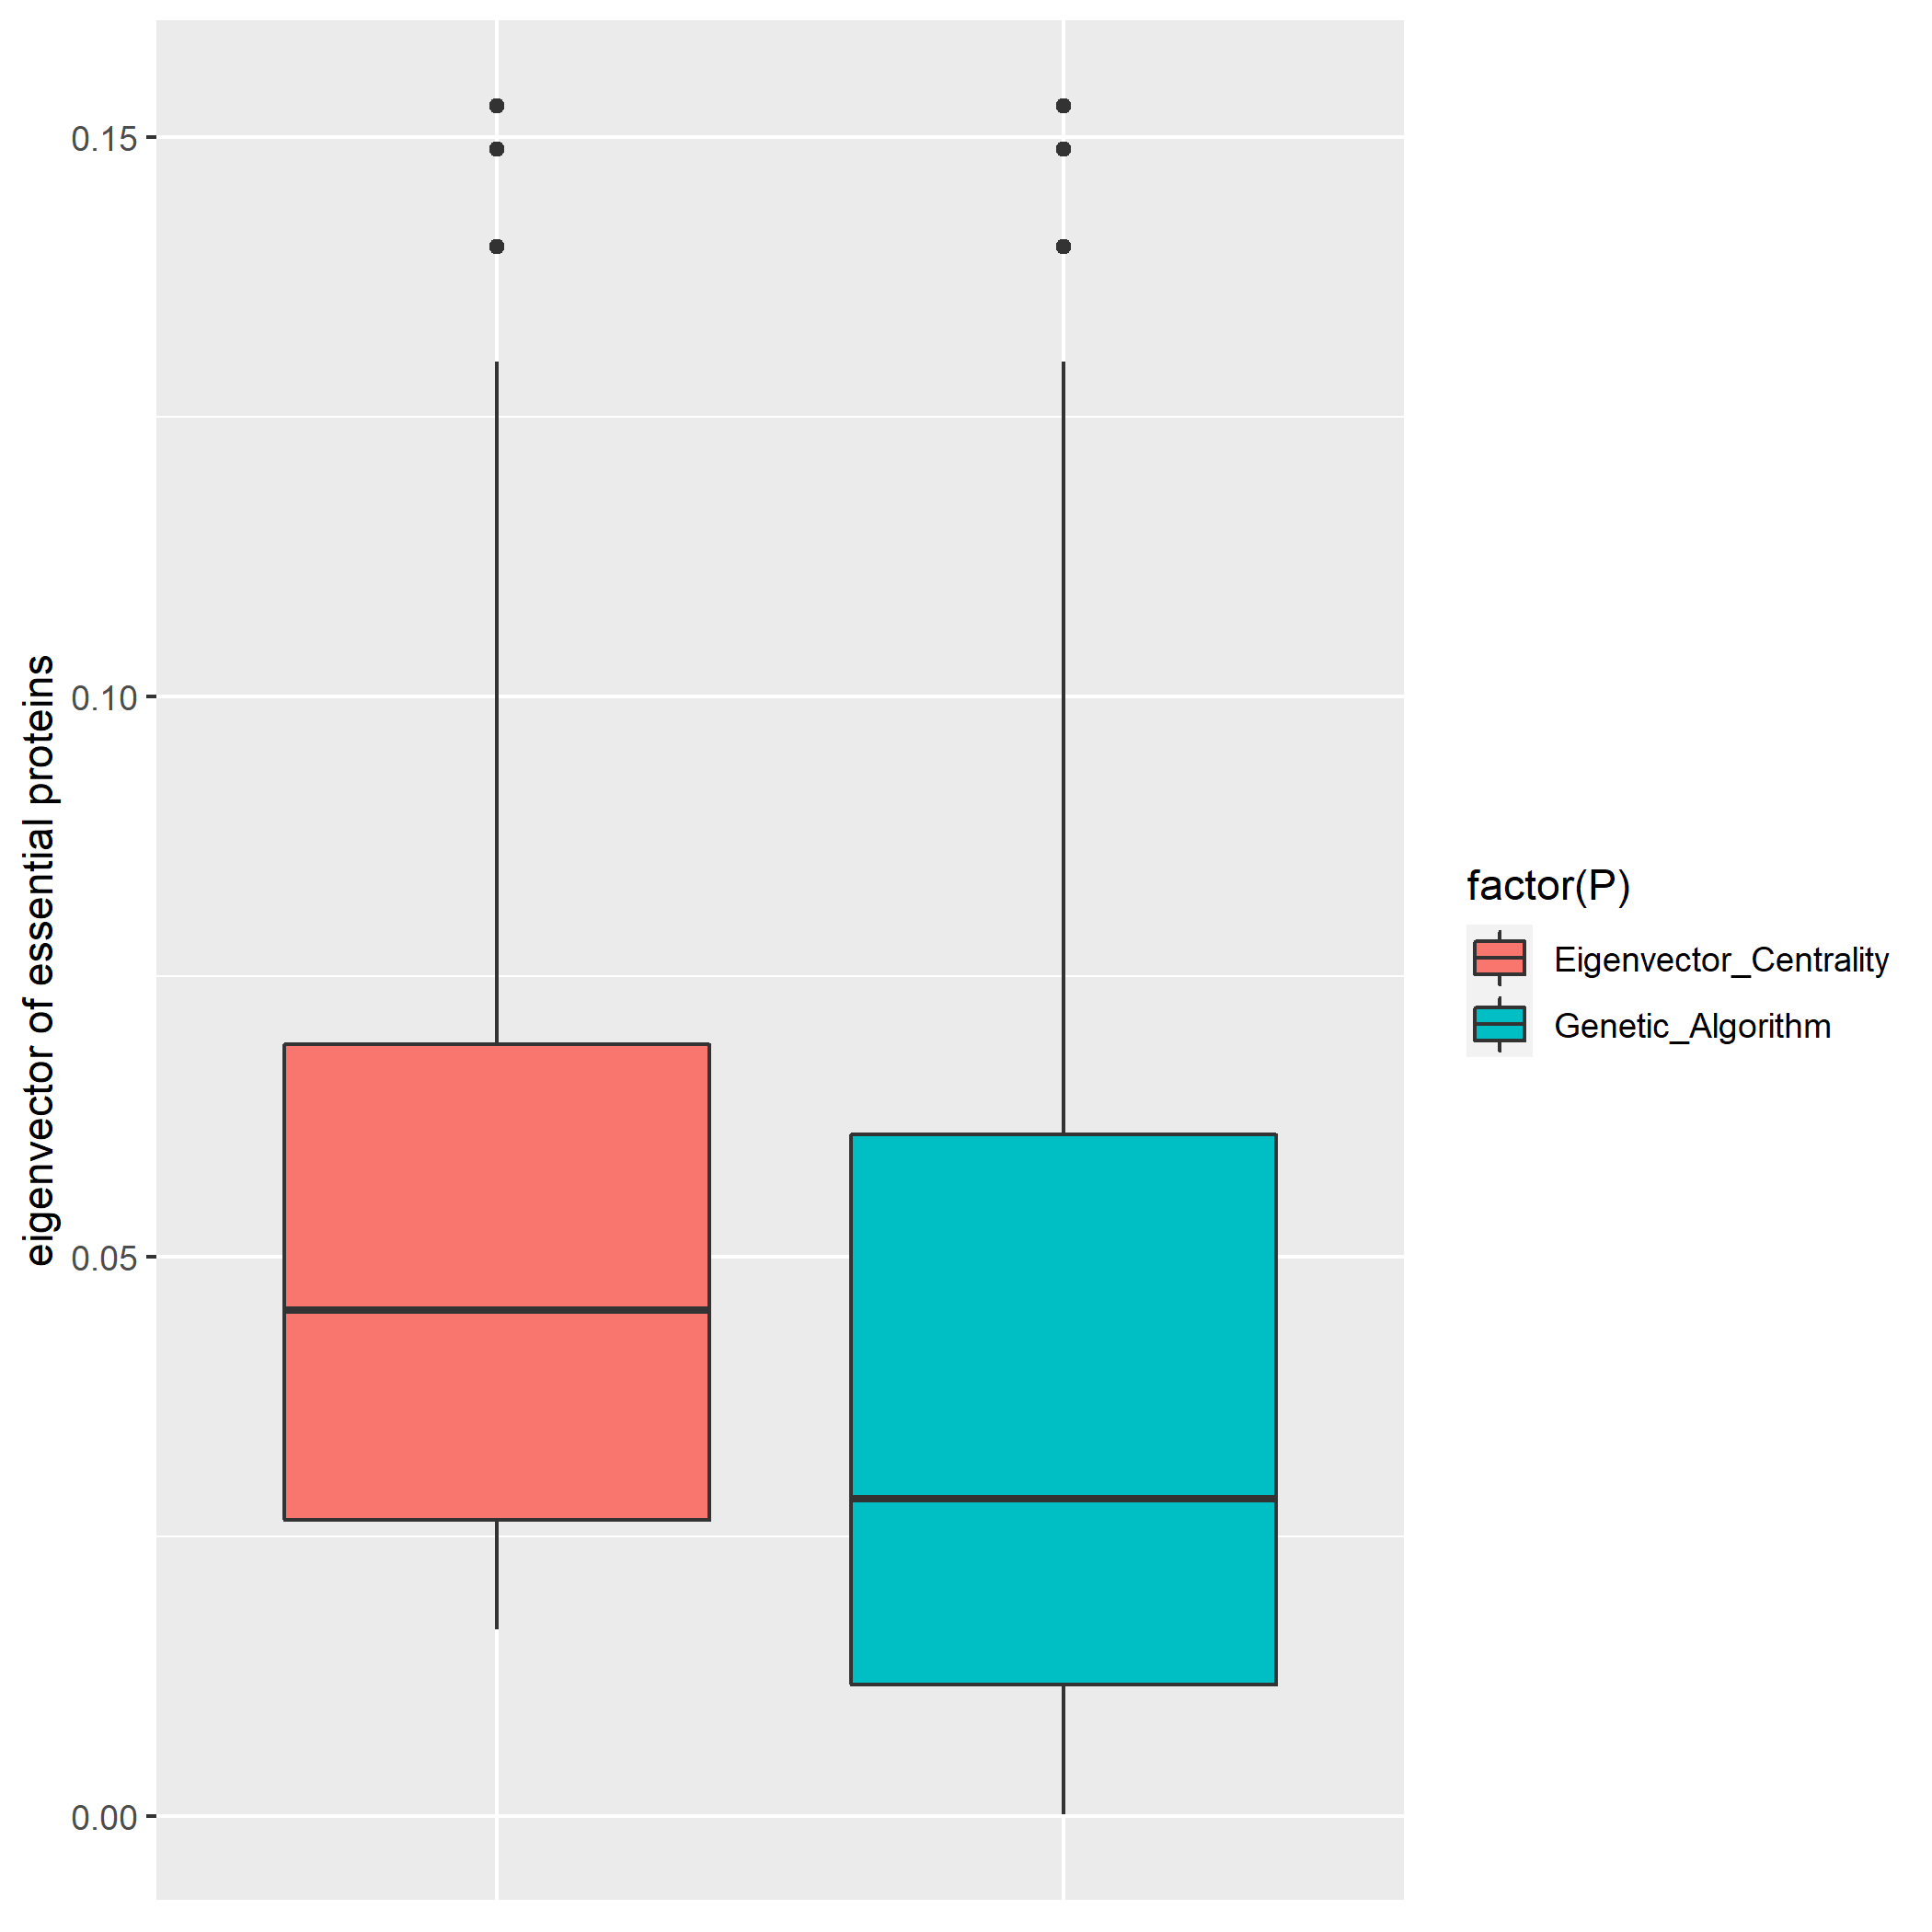 eigenvector of essential proteins
0.15
0.10
0.05
0.00
factor(P)
Eigenvector_Centrality
Genetic_Algorithm